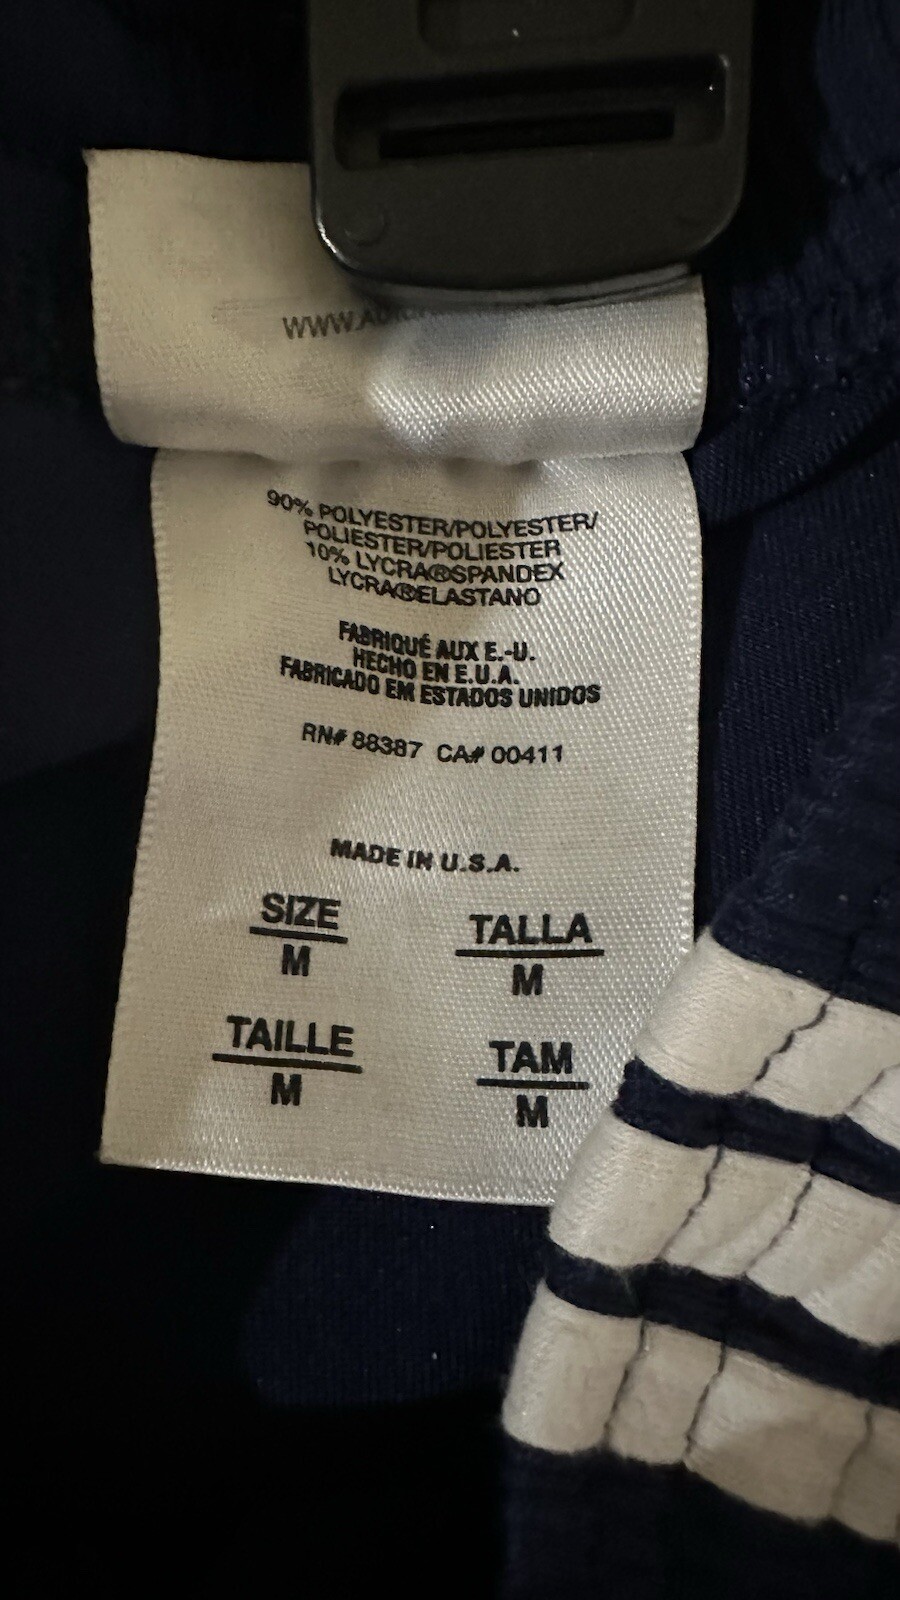 90% POLYESTER/POLYESTER/
POLIESTER/POLIESTER
10% LYCRA®SPANDEX
LYCRA®ELASTANO
FABRIQUÉ AUX E.-U.
HECHO EN E.U.A.
FABRICADO EM ESTADOS UNIDOS
RN# 88387 CA# 00411
MADE IN U.S.A.
SIZE TALLA
M M
TAILLE TAM
M M